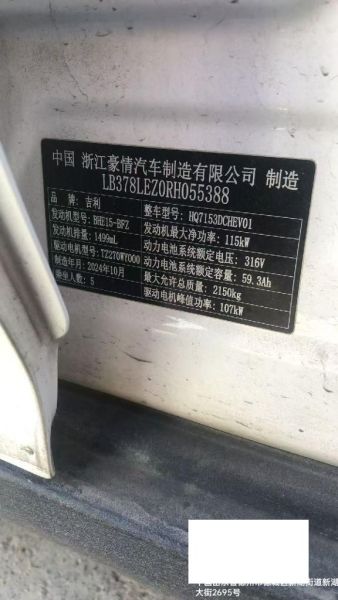 中国 浙江豪情汽车制造有限公司 制造
LB378LEZ0RH055388
品 牌: 吉利
整车型号: HQ7153DCHEV01
发动机型号: BHE15-BFZ
发动机最大净功率: 115kW
发动机排量: 1499mL
动力电池系统额定电压: 316V
驱动电机型号: TZ270WY000
动力电池系统额定容量: 59.3Ah
制造年月: 2024年10月
最大允许总质量: 2150kg
乘坐人数: 5
驱动电机峰值功率: 107kW
街道新湖
大街2695号